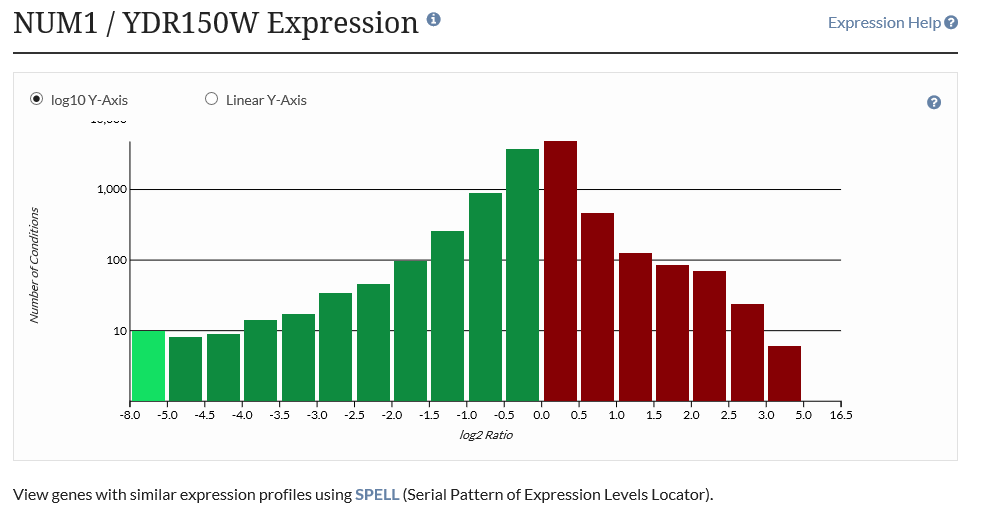 NUM1 / YDR150W Expression
Expression Help
log10 Y-Axis Linear Y-Axis
1,000
100
10
Number of Conditions
-8.0 -5.0 -4.5 -4.0 -3.5 -3.0 -2.5 -2.0 -1.5 -1.0 -0.5 0.0 0.5 1.0 1.5 2.0 2.5 3.0 5.0 16.5
log2 Ratio
View genes with similar expression profiles using SPELL (Serial Pattern of Expression Levels Locator).